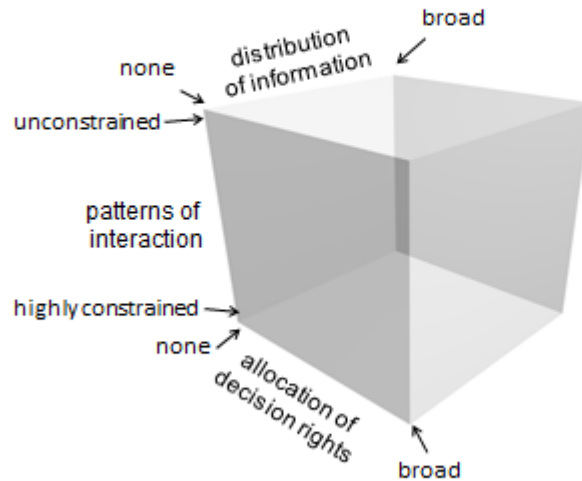 broad
distribution
of information
none
unconstrained
patterns of
interaction
highly constrained
none
allocation of
decision rights
broad